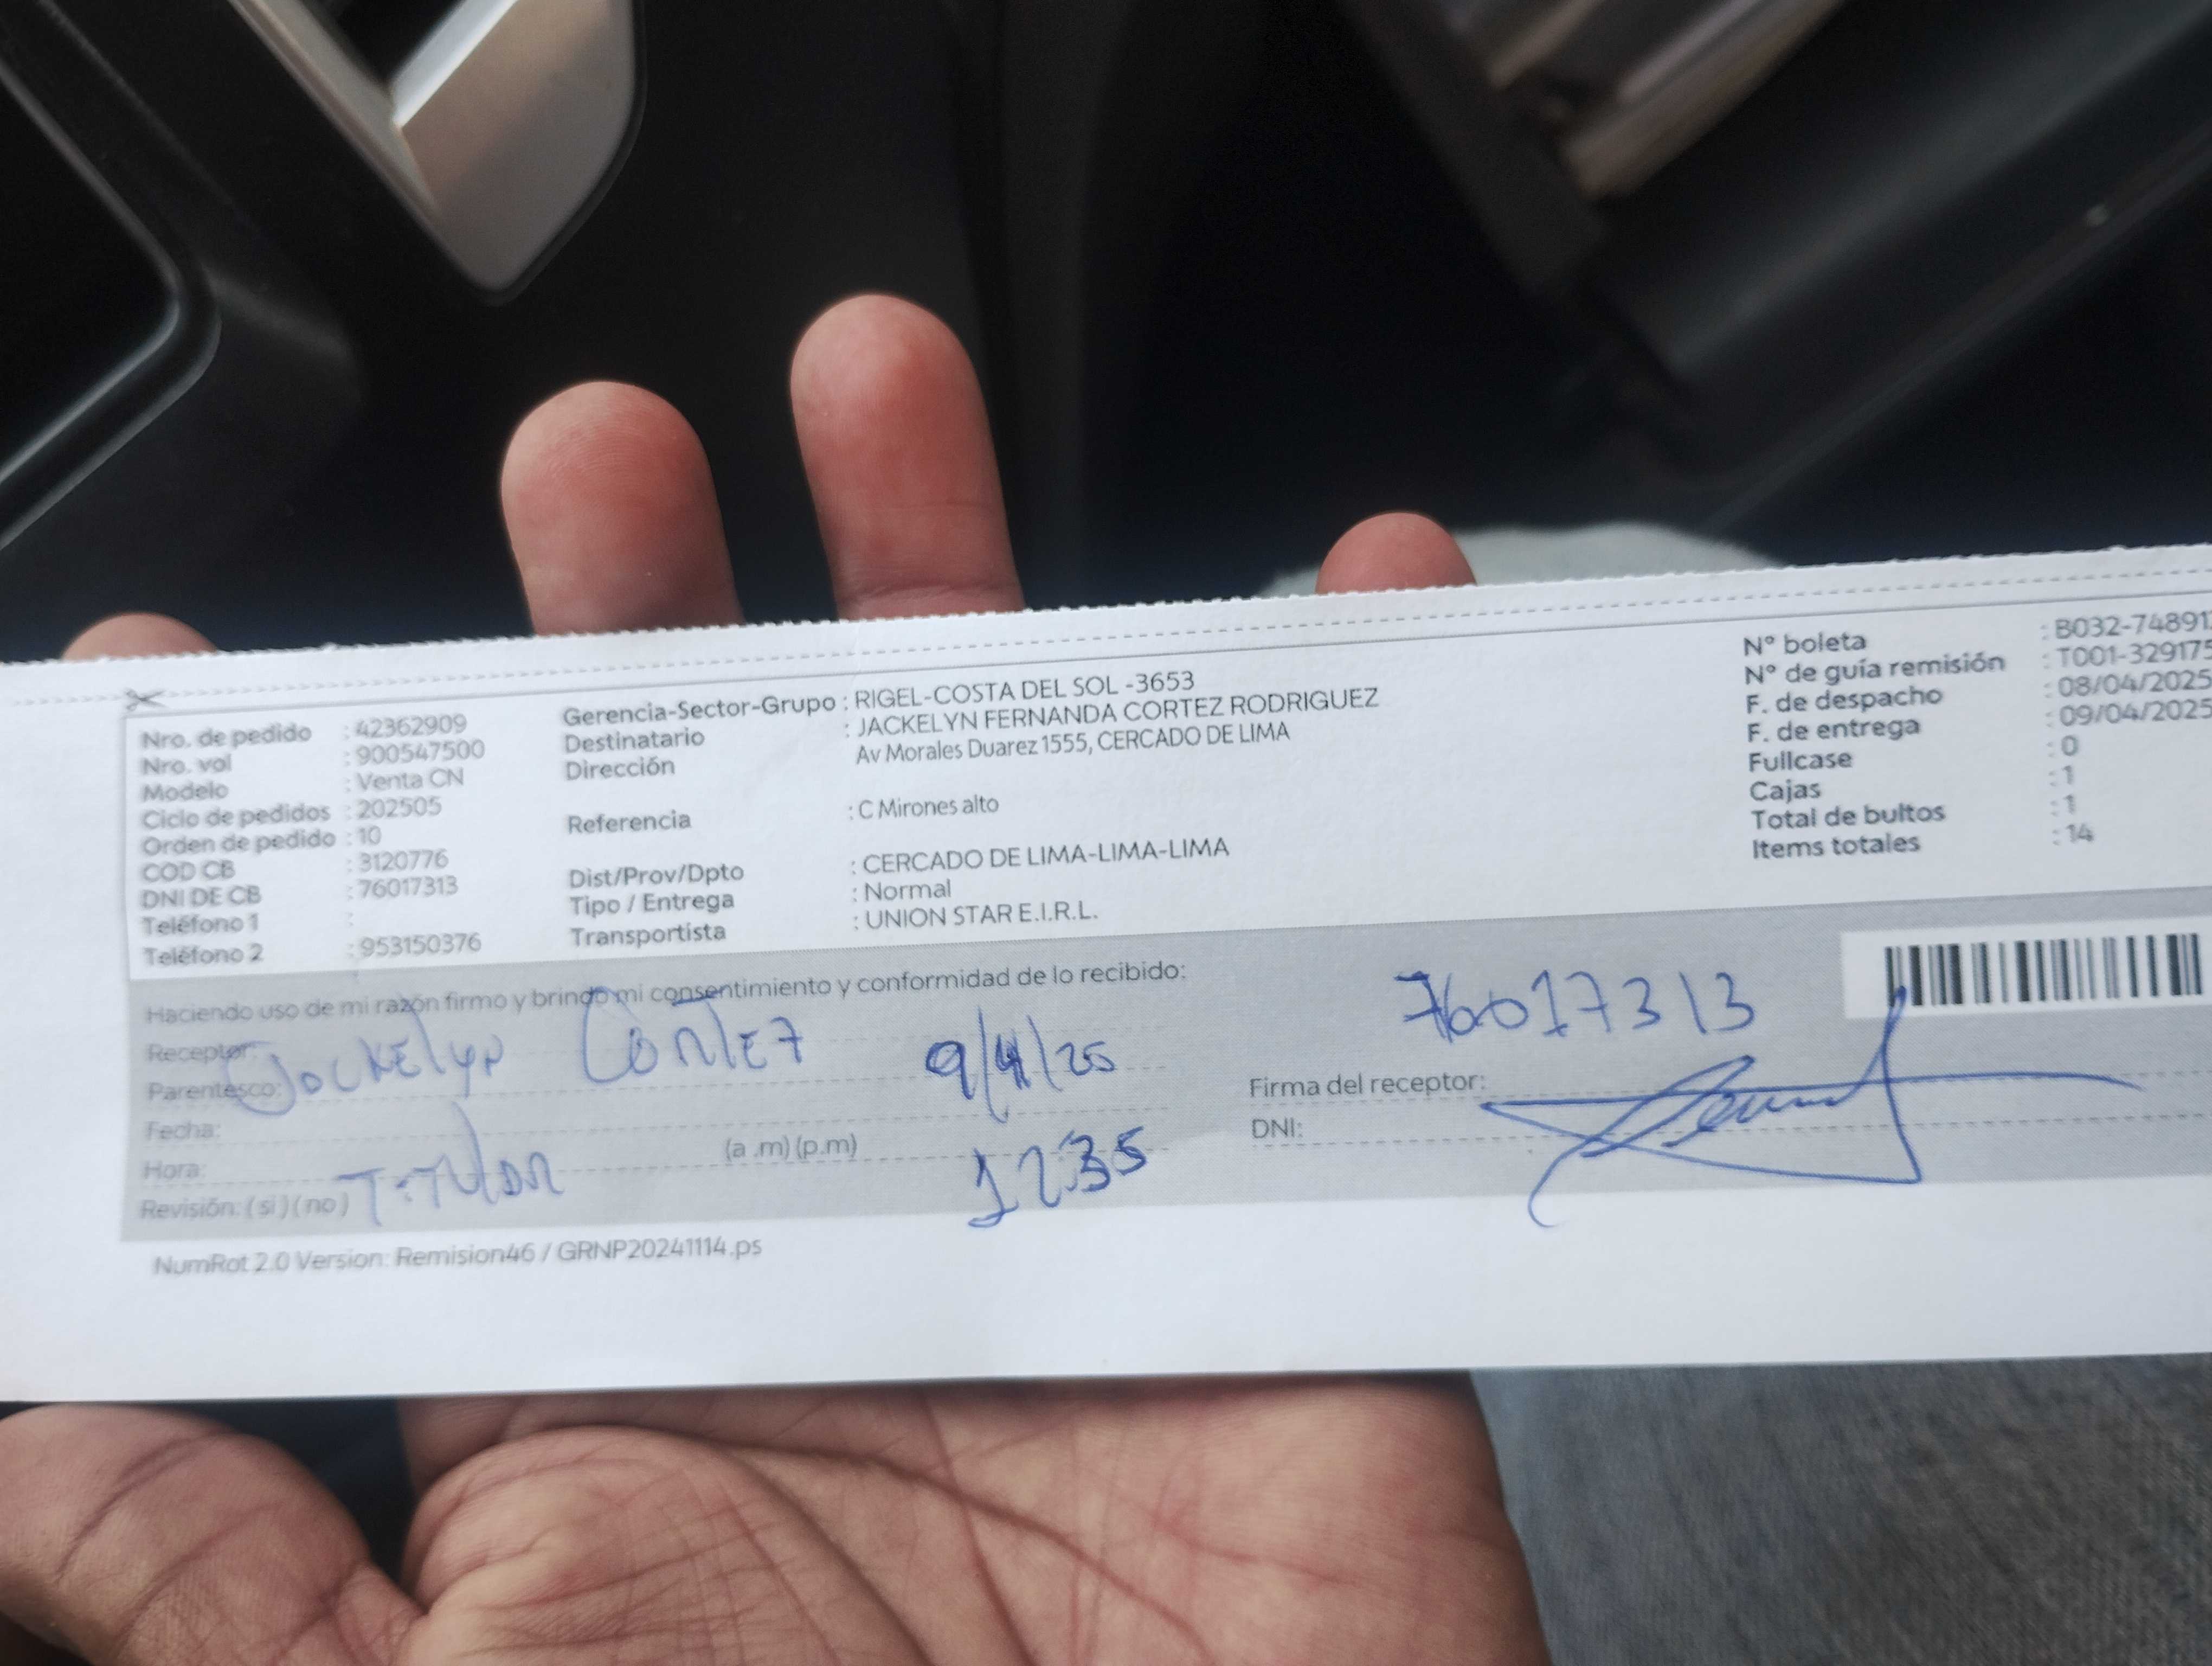 Nro. de pedido : 42362909
Nro. vol : 900547500
Modelo : Venta CN
Ciclo de pedidos : 202505
Orden de pedido : 10
COD CB : 3120776
DNI DE CB : 76017313
Teléfono 1 :
Teléfono 2 : 953150376
Gerencia-Sector-Grupo : RIGEL-COSTA DEL SOL -3653
Destinatario : JACKELYN FERNANDA CORTEZ RODRIGUEZ
Dirección Av Morales Duarez 1555, CERCADO DE LIMA
Referencia : C Mirones alto
Dist/Prov/Dpto : CERCADO DE LIMA-LIMA-LIMA
Tipo / Entrega : Normal
Transportista : UNION STAR E.I.R.L.
N° boleta : B032-74891
N° de guía remisión : T001-329175
F. de despacho : 08/04/2025
F. de entrega : 09/04/2025
Fullcase : 0
Cajas : 1
Total de bultos : 1
Items totales : 14
Haciendo uso de mi razón firmo y brindo mi consentimiento y conformidad de lo recibido:
Receptor: Jockelyn Cortez
Parentesco:
9/4/25
Fecha:
Hora: (a .m) (p.m)
Revisión: ( si ) ( no ) Titular
12:35
76017313
Firma del receptor:
DNI:
NumRot 2.0 Version: Remision46 / GRNP20241114.ps